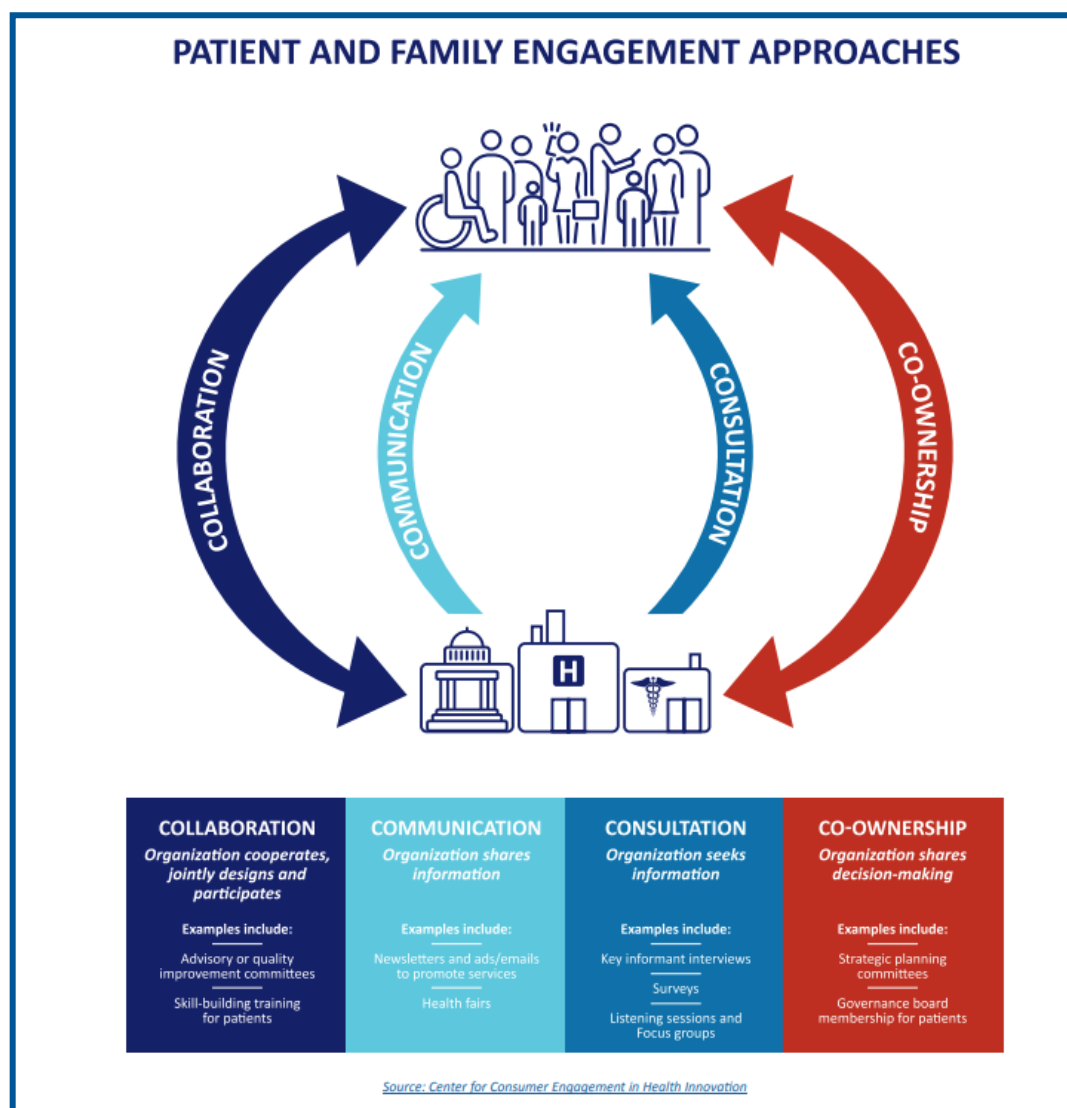 PATIENT AND FAMILY ENGAGEMENT APPROACHES
COLLABORATION
COMMUNICATION
CONSULTATION
CO-OWNERSHIP
H
COLLABORATION
Organization cooperates,
jointly designs and
participates
Examples include:
Advisory or quality
improvement committees
Skill-building training
for patients
COMMUNICATION
Organization shares
information
Examples include:
Newsletters and ads/emails
to promote services
Health fairs
CONSULTATION
Organization seeks
information
Examples include:
Key informant interviews
Surveys
Listening sessions and
Focus groups
CO-OWNERSHIP
Organization shares
decision-making
Examples include:
Strategic planning
committees
Governance board
membership for patients
Source: Center for Consumer Engagement in Health Innovation